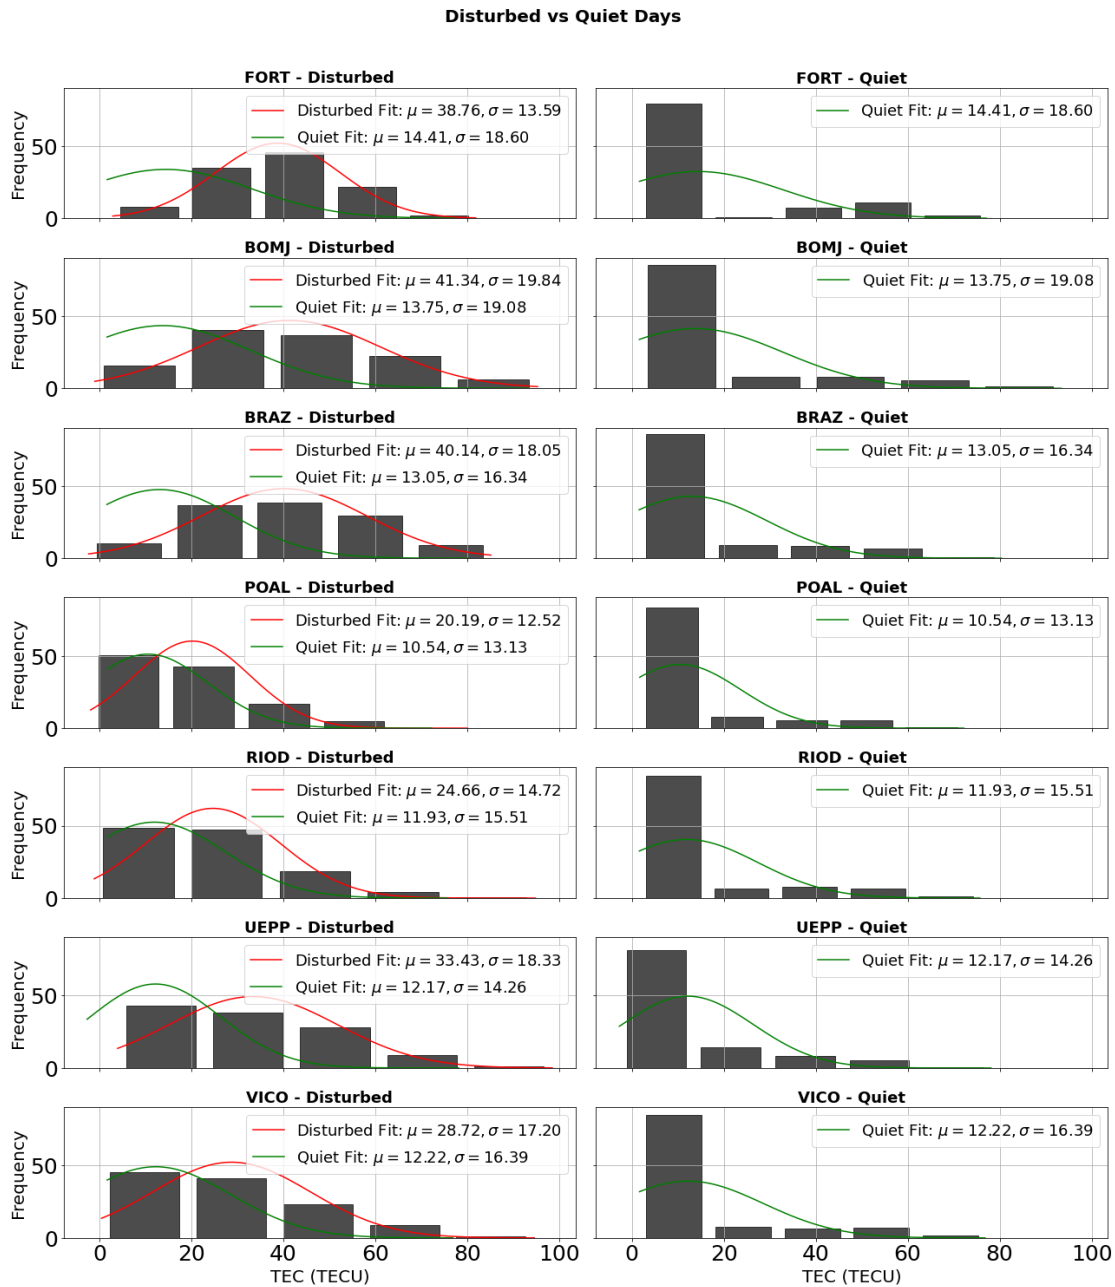 Disturbed vs Quiet Days
FORT - Disturbed
Frequency
50
0
Disturbed Fit: μ = 38.76, σ = 13.59
Quiet Fit: μ = 14.41, σ = 18.60
FORT - Quiet
Quiet Fit: μ = 14.41, σ = 18.60
BOMJ - Disturbed
Frequency
50
0
Disturbed Fit: μ = 41.34, σ = 19.84
Quiet Fit: μ = 13.75, σ = 19.08
BOMJ - Quiet
Quiet Fit: μ = 13.75, σ = 19.08
BRAZ - Disturbed
Frequency
50
0
Disturbed Fit: μ = 40.14, σ = 18.05
Quiet Fit: μ = 13.05, σ = 16.34
BRAZ - Quiet
Quiet Fit: μ = 13.05, σ = 16.34
POAL - Disturbed
Frequency
50
0
Disturbed Fit: μ = 20.19, σ = 12.52
Quiet Fit: μ = 10.54, σ = 13.13
POAL - Quiet
Quiet Fit: μ = 10.54, σ = 13.13
RIOD - Disturbed
Frequency
50
0
Disturbed Fit: μ = 24.66, σ = 14.72
Quiet Fit: μ = 11.93, σ = 15.51
RIOD - Quiet
Quiet Fit: μ = 11.93, σ = 15.51
UEPP - Disturbed
Frequency
50
0
Disturbed Fit: μ = 33.43, σ = 18.33
Quiet Fit: μ = 12.17, σ = 14.26
UEPP - Quiet
Quiet Fit: μ = 12.17, σ = 14.26
VICO - Disturbed
Frequency
50
0
Disturbed Fit: μ = 28.72, σ = 17.20
Quiet Fit: μ = 12.22, σ = 16.39
0 20 40 60 80 100
TEC (TECU)
VICO - Quiet
Quiet Fit: μ = 12.22, σ = 16.39
0 20 40 60 80 100
TEC (TECU)